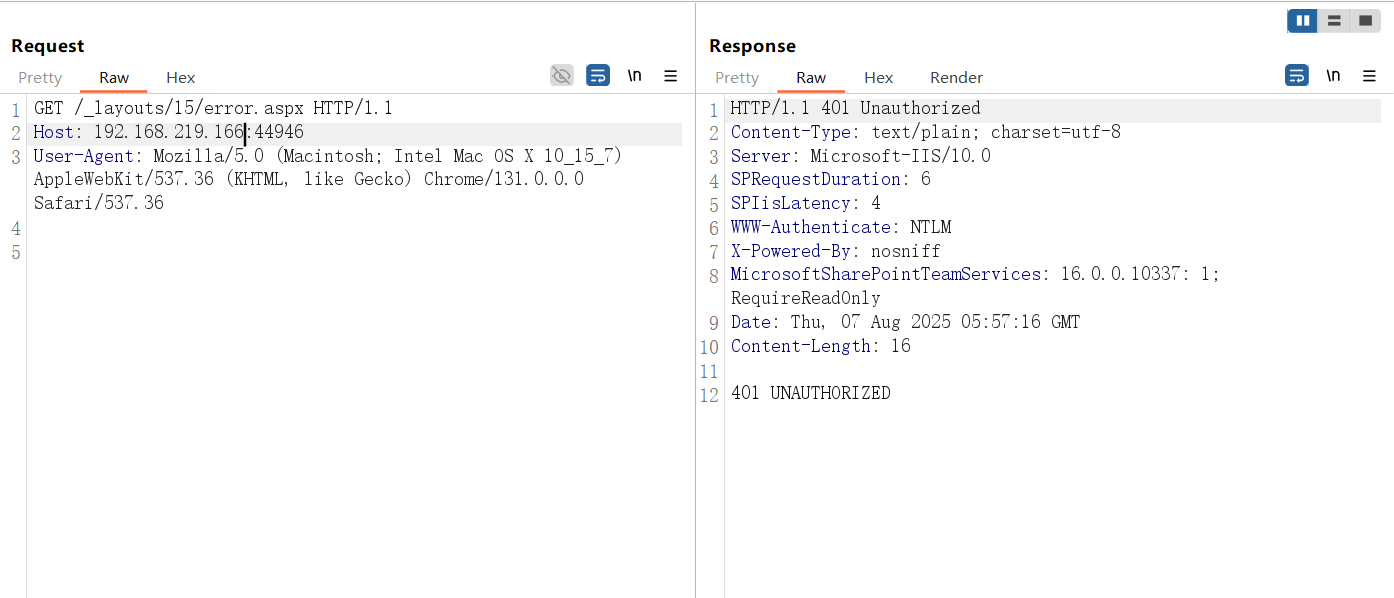 Request
Pretty Raw Hex
\n
1 GET /_layouts/15/error.aspx HTTP/1.1
2 Host: 192.168.219.166:44946
3 User-Agent: Mozilla/5.0 (Macintosh; Intel Mac OS X 10_15_7)
AppleWebKit/537.36 (KHTML, like Gecko) Chrome/131.0.0.0
Safari/537.36
4
5
Response
Pretty Raw Hex Render
\n
1 HTTP/1.1 401 Unauthorized
2 Content-Type: text/plain; charset=utf-8
3 Server: Microsoft-IIS/10.0
4 SPRequestDuration: 6
5 SPIisLatency: 4
6 WWW-Authenticate: NTLM
7 X-Powered-By: nosniff
8 MicrosoftSharePointTeamServices: 16.0.0.10337: 1;
RequireReadOnly
9 Date: Thu, 07 Aug 2025 05:57:16 GMT
10 Content-Length: 16
11
12 401 UNAUTHORIZED